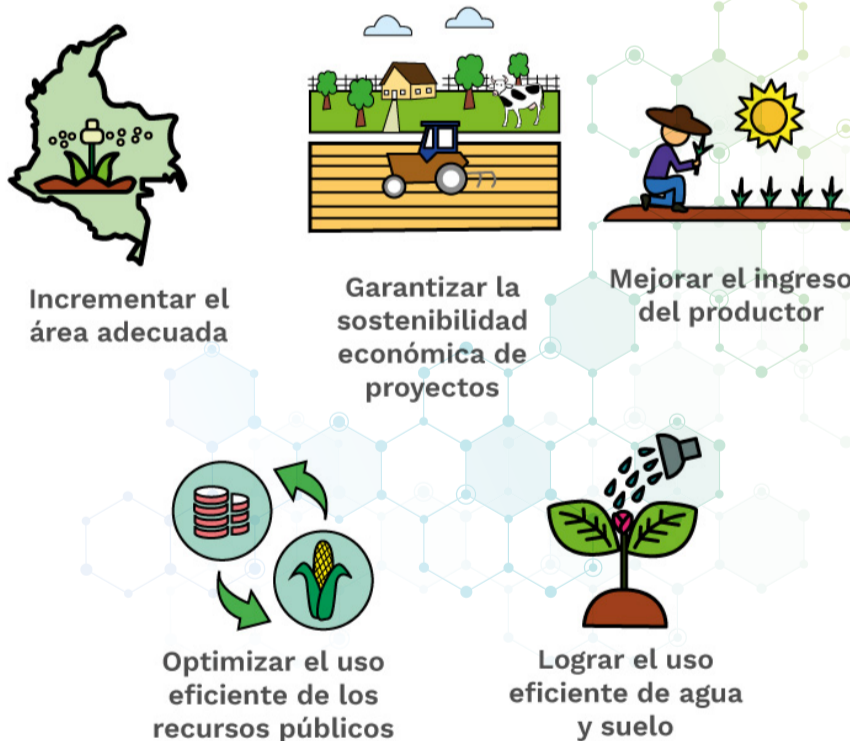 Incrementar el
área adecuada
Garantizar la
sostenibilidad
económica de
proyectos
Mejorar el ingreso
del productor
Optimizar el uso
eficiente de los
recursos públicos
Lograr el uso
eficiente de agua
y suelo